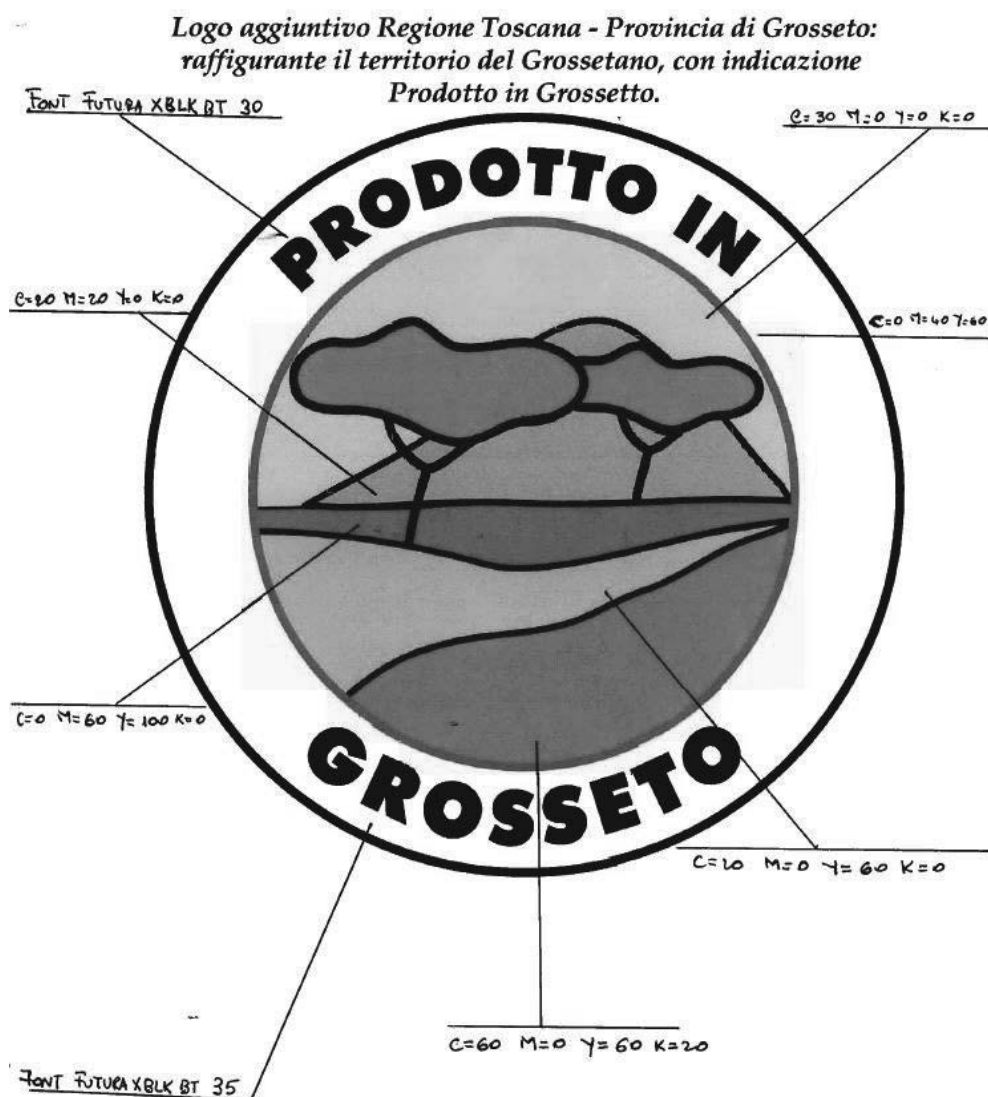 Logo aggiuntivo Regione Toscana - Provincia di Grosseto:
raffigurante il territorio del Grossetano, con indicazione
Prodotto in Grossetto.
FONT FUTURA XBLK BT 30
C=30 M=0 Y=0 K=0
PRODOTTO IN
C=20 M=20 Y=0 K=0
C=0 M=40 Y=60
C=0 M=60 Y=100 K=0
GROSSETO
C=20 M=0 Y=60 K=0
C=60 M=0 Y=60 K=20
FONT FUTURA XBLK BT 35